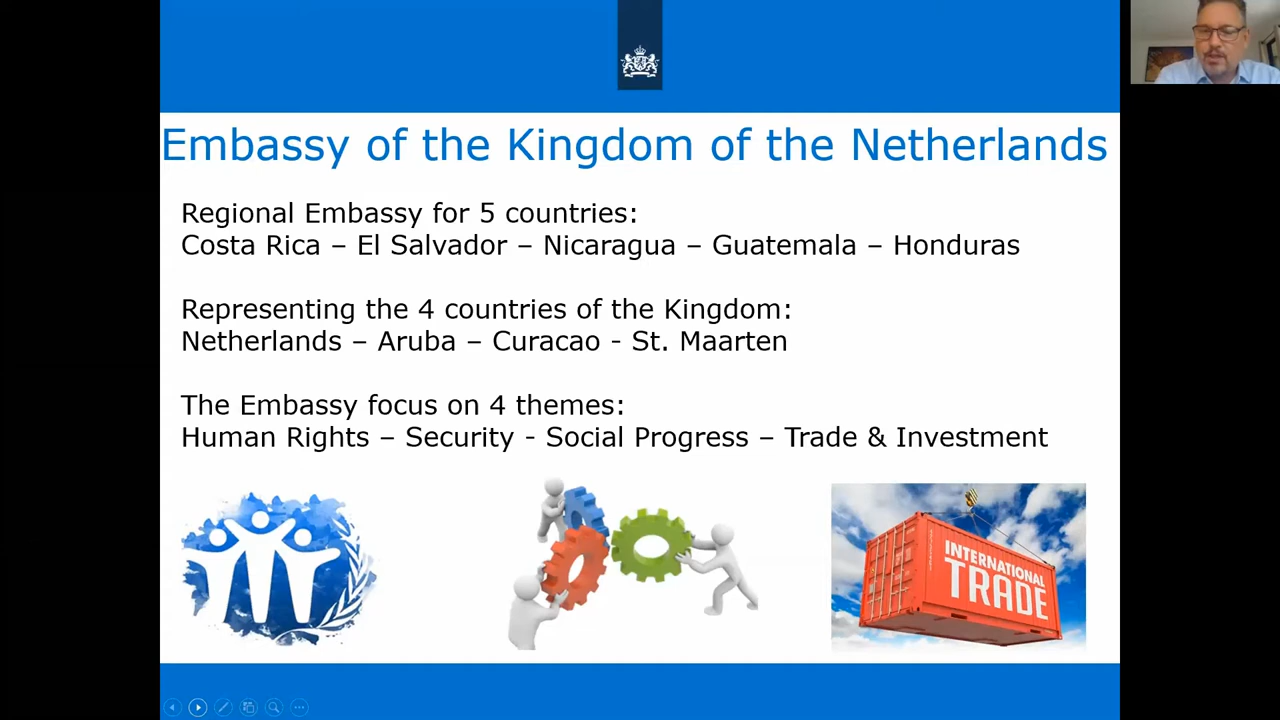 Embassy of the Kingdom of the Netherlands
Regional Embassy for 5 countries:
Costa Rica – El Salvador – Nicaragua – Guatemala – Honduras
Representing the 4 countries of the Kingdom:
Netherlands – Aruba – Curacao - St. Maarten
The Embassy focus on 4 themes:
Human Rights – Security - Social Progress – Trade & Investment
INTERNATIONAL
TRADE